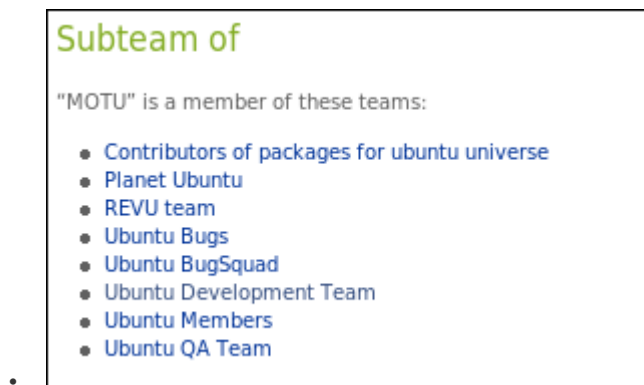 Subteam of
“MOTU” is a member of these teams:
• Contributors of packages for ubuntu universe
• Planet Ubuntu
• REVU team
• Ubuntu Bugs
• Ubuntu BugSquad
• Ubuntu Development Team
• Ubuntu Members
• Ubuntu QA Team